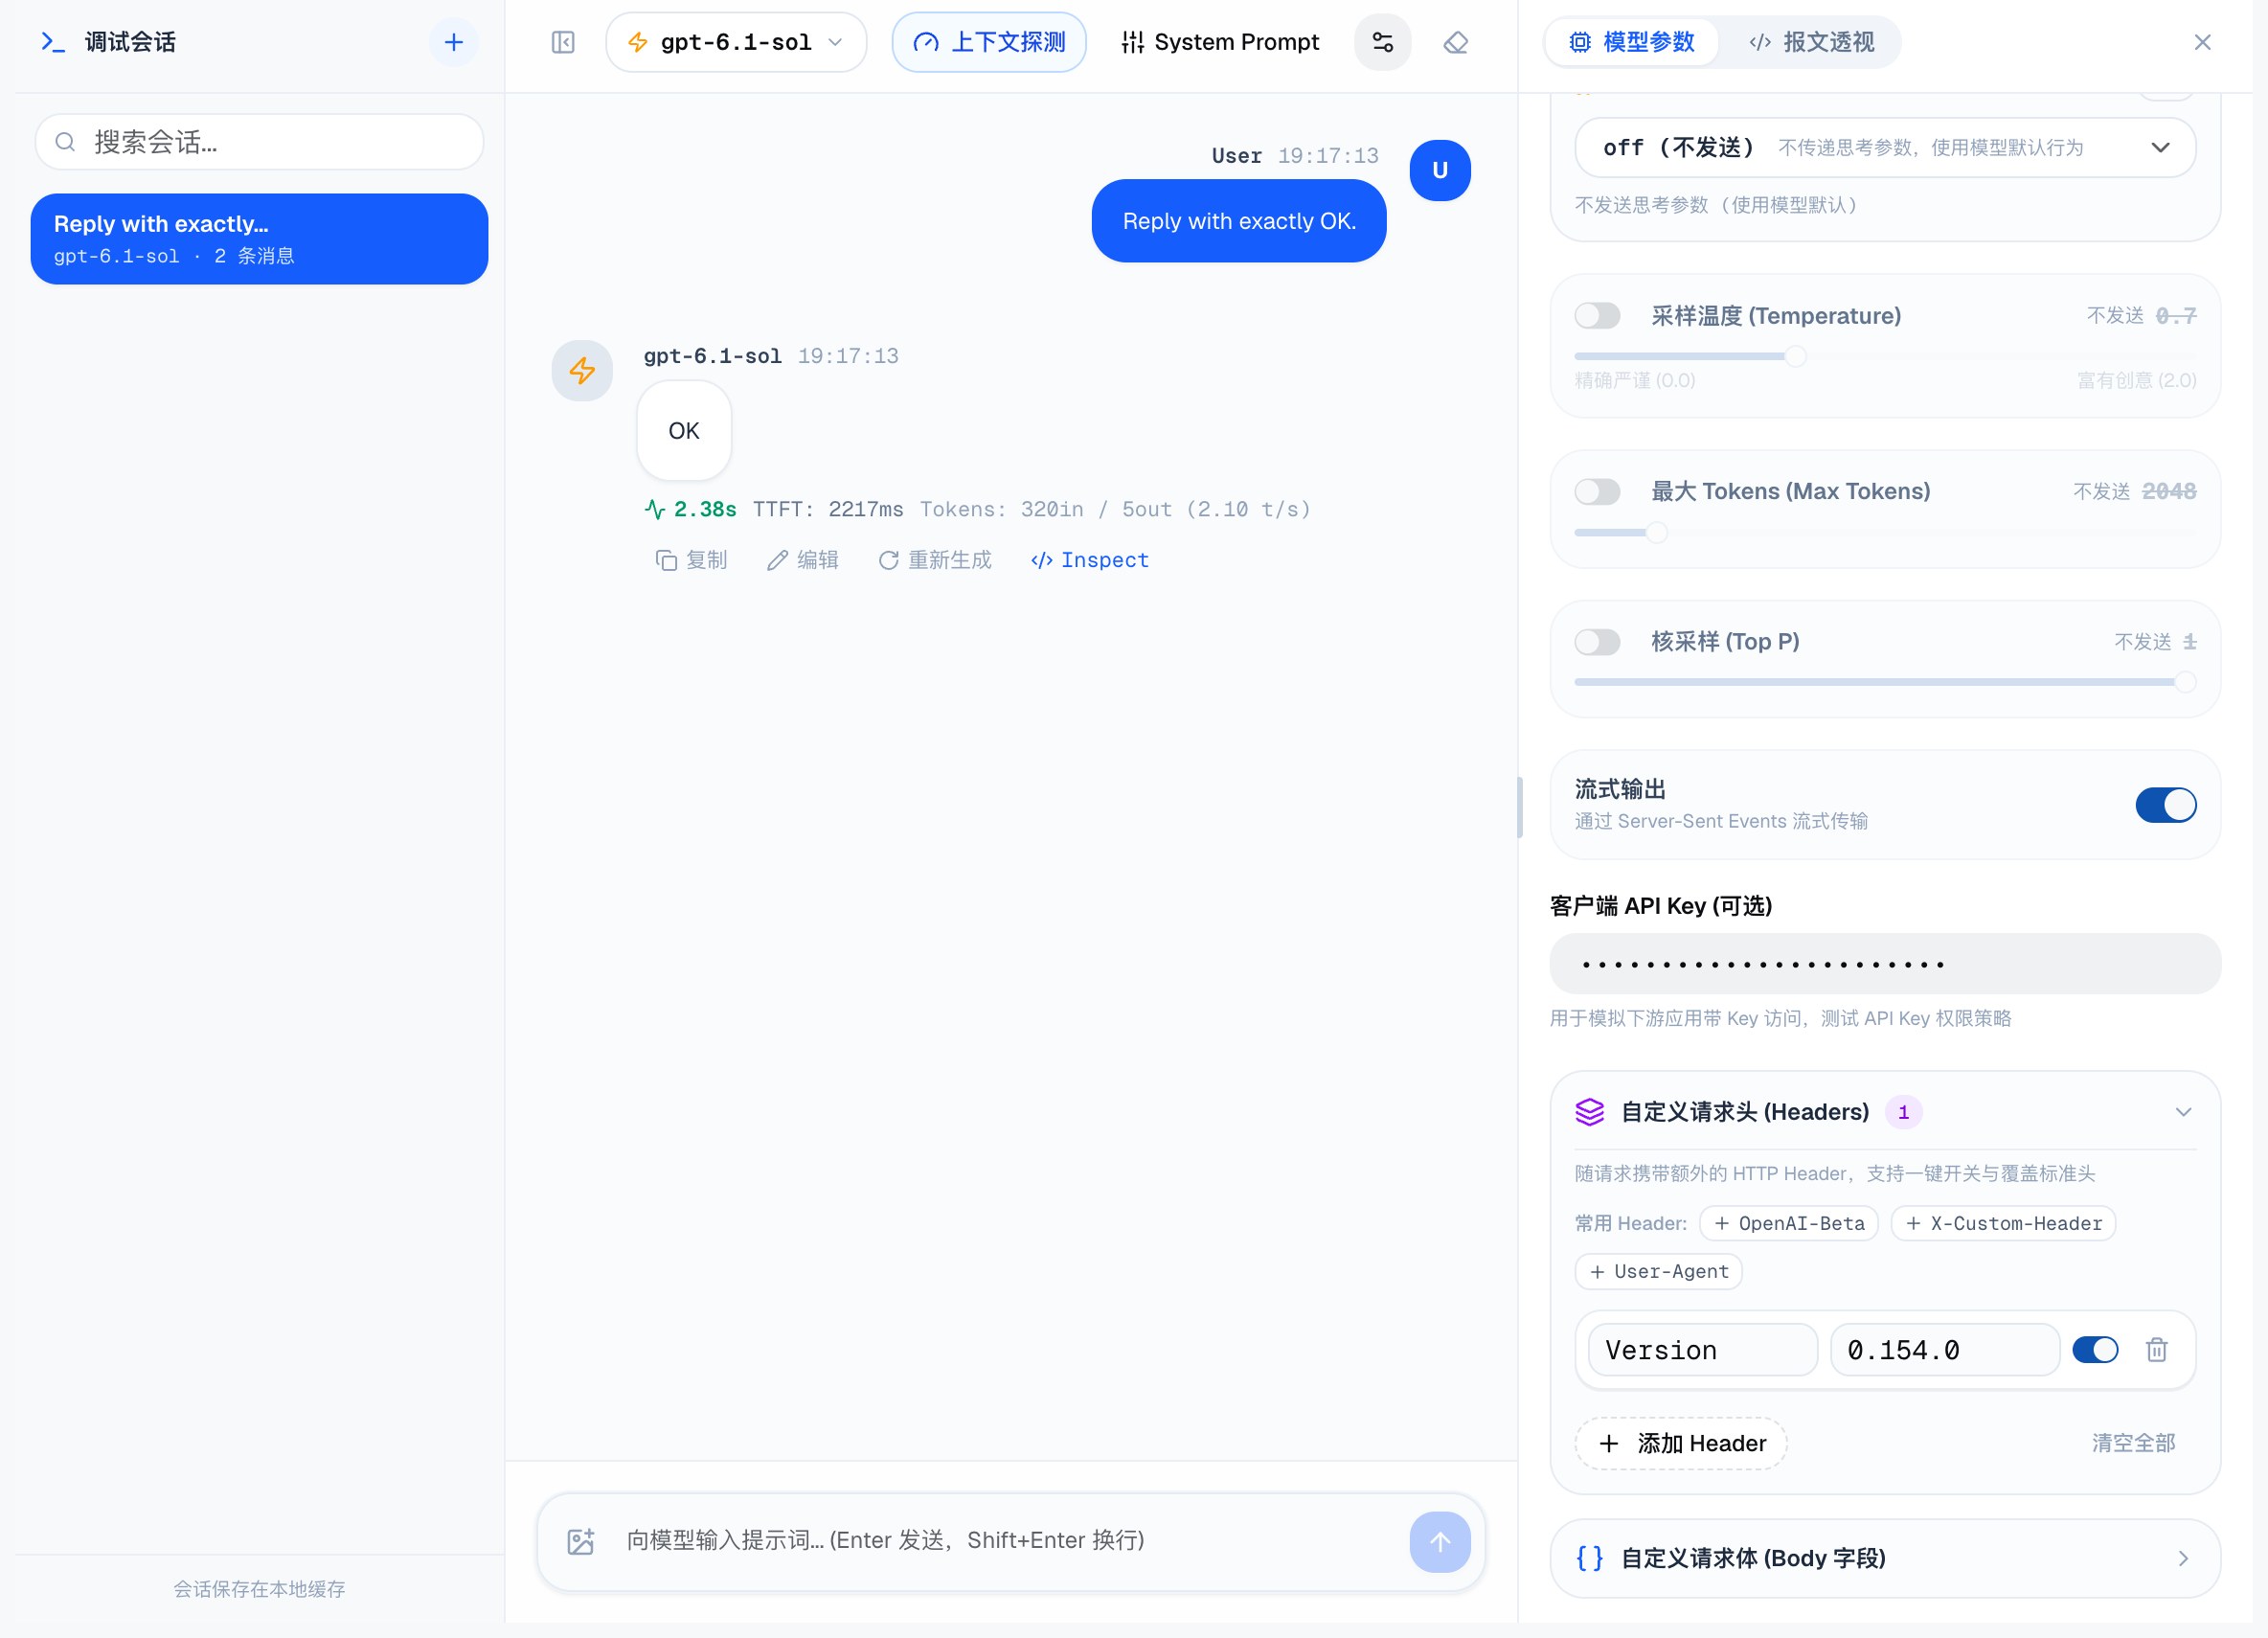 调试会话
搜索会话...
Reply with exactly...
gpt-6.1-sol · 2 条消息
会话保存在本地缓存
gpt-6.1-sol
上下文探测
System Prompt
User 19:17:13
U
Reply with exactly OK.
gpt-6.1-sol 19:17:13
OK
2.38s TTFT: 2217ms Tokens: 320in / 5out (2.10 t/s)
复制 编辑 重新生成 Inspect
向模型输入提示词... (Enter 发送，Shift+Enter 换行)
模型参数 报文透视
off (不发送) 不传递思考参数，使用模型默认行为
不发送思考参数 (使用模型默认)
采样温度 (Temperature) 不发送 0.7
精确严谨 (0.0) 富有创意 (2.0)
最大 Tokens (Max Tokens) 不发送 2048
核采样 (Top P) 不发送 1
流式输出
通过 Server-Sent Events 流式传输
客户端 API Key (可选)
•••••••••••••••••••••••
用于模拟下游应用带 Key 访问，测试 API Key 权限策略
自定义请求头 (Headers) 1
随请求携带额外的 HTTP Header，支持一键开关与覆盖标准头
常用 Header: + OpenAI-Beta + X-Custom-Header
+ User-Agent
Version 0.154.0
+ 添加 Header 清空全部
{} 自定义请求体 (Body 字段)